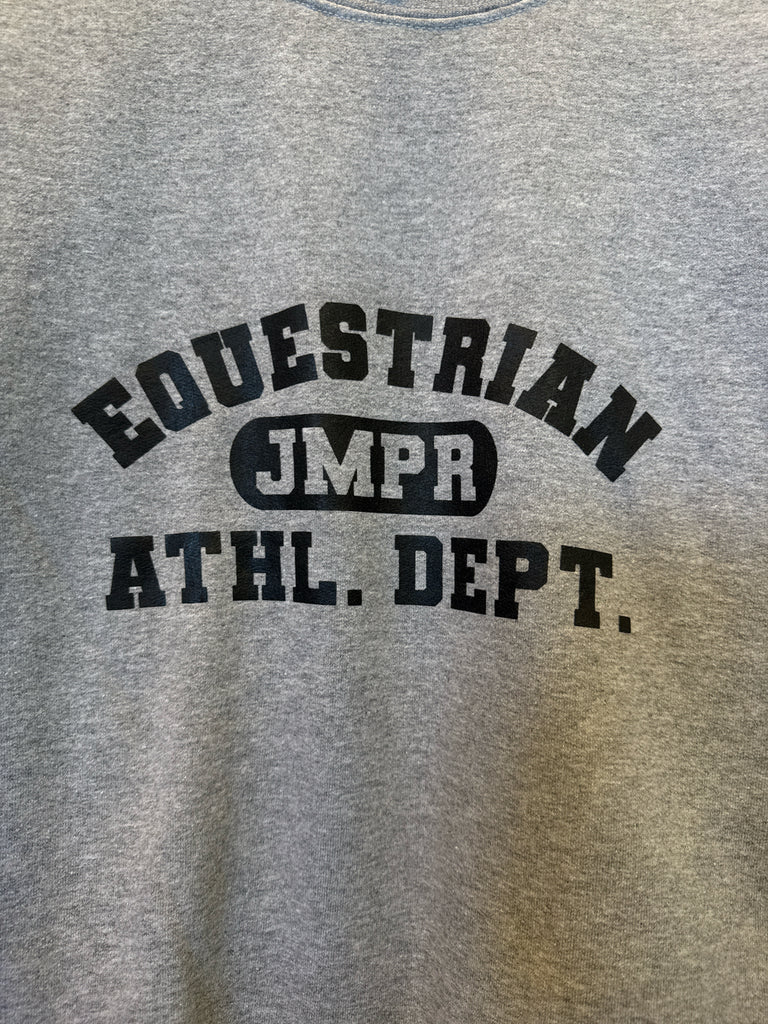 EQUESTRIAN
JMPR
ATHL. DEPT.